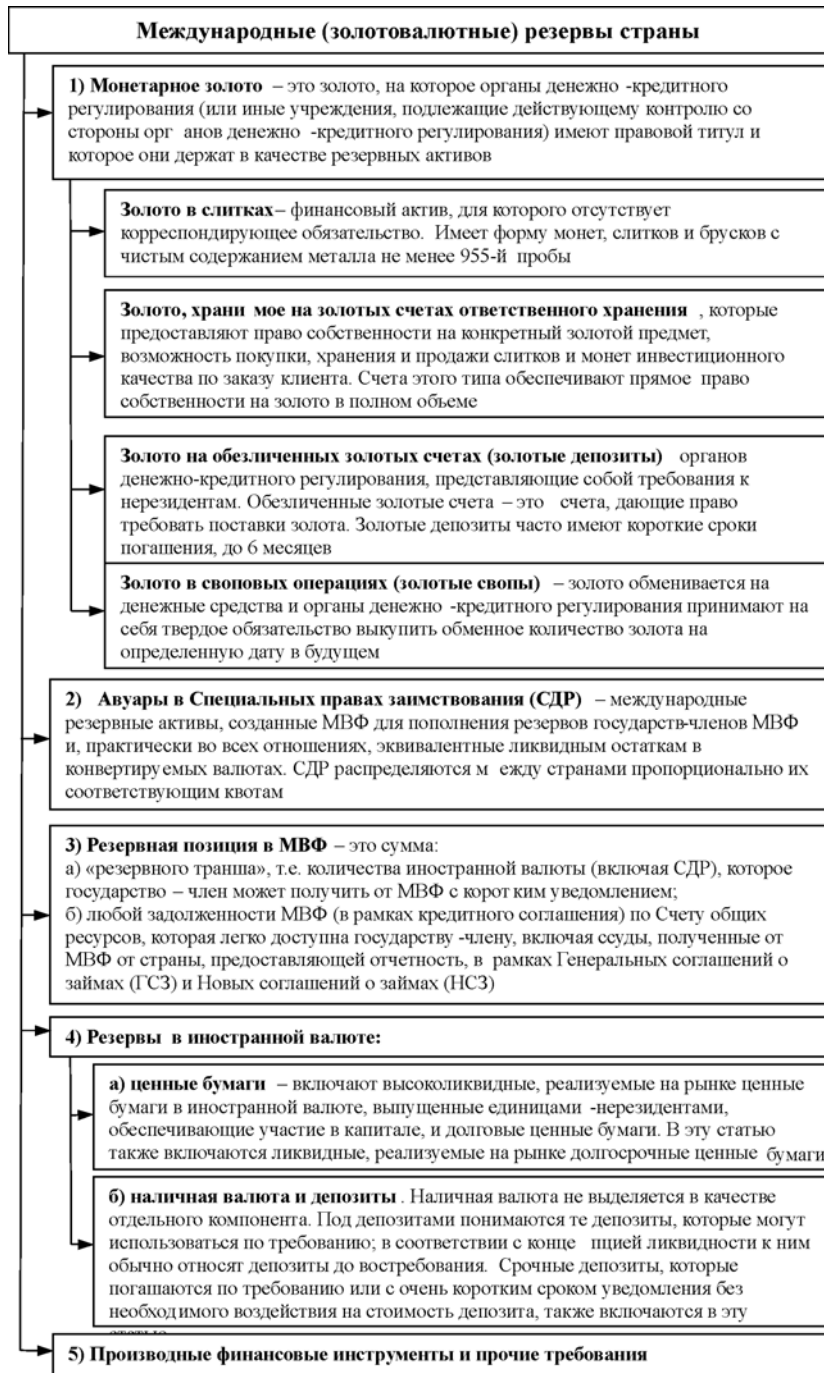 Международные (золотовалютные) резервы страны
1) Монетарное золото – это золото, на которое органы денежно -кредитного
регулирования (или иные учреждения, подлежащие действующему контролю со
стороны орг анов денежно -кредитного регулирования) имеют правовой титул и
которое они держат в качестве резервных активов
Золото в слитках– финансовый актив, для которого отсутствует
корреспондирующее обязательство. Имеет форму монет, слитков и брусков с
чистым содержанием металла не менее 955-й пробы
Золото, храни мое на золотых счетах ответственного хранения , которые
предоставляют право собственности на конкретный золотой предмет,
возможность покупки, хранения и продажи слитков и монет инвестиционного
качества по заказу клиента. Счета этого типа обеспечивают прямое право
собственности на золото в полном объеме
Золото на обезличенных золотых счетах (золотые депозиты) органов
денежно-кредитного регулирования, представляющие собой требования к
нерезидентам. Обезличенные золотые счета – это счета, дающие право
требовать поставки золота. Золотые депозиты часто имеют короткие сроки
погашения, до 6 месяцев
Золото в своповых операциях (золотые свопы) – золото обменивается на
денежные средства и органы денежно -кредитного регулирования принимают на
себя твердое обязательство выкупить обменное количество золота на
определенную дату в будущем
2) Авуары в Специальных правах заимствования (СДР) – международные
резервные активы, созданные МВФ для пополнения резервов государств-членов МВФ
и, практически во всех отношениях, эквивалентные ликвидным остаткам в
конвертируемых валютах. СДР распределяются м ежду странами пропорционально их
соответствующим квотам
3) Резервная позиция в МВФ – это сумма:
а) «резервного транша», т.е. количества иностранной валюты (включая СДР), которое
государство – член может получить от МВФ с корот ким уведомлением;
б) любой задолженности МВФ (в рамках кредитного соглашения) по Счету общих
ресурсов, которая легко доступна государству -члену, включая ссуды, полученные от
МВФ от страны, предоставляющей отчетность, в рамках Генеральных соглашений о
займах (ГСЗ) и Новых соглашений о займах (НСЗ)
4) Резервы в иностранной валюте:
а) ценные бумаги – включают высоколиквидные, реализуемые на рынке ценные
бумаги в иностранной валюте, выпущенные единицами -нерезидентами,
обеспечивающие участие в капитале, и долговые ценные бумаги. В эту статью
также включаются ликвидные, реализуемые на рынке долгосрочные ценные бумаги
б) наличная валюта и депозиты . Наличная валюта не выделяется в качестве
отдельного компонента. Под депозитами понимаются те депозиты, которые могут
использоваться по требованию; в соответствии с конце пцией ликвидности к ним
обычно относят депозиты до востребования. Срочные депозиты, которые
погашаются по требованию или с очень коротким сроком уведомления без
необходимого воздействия на стоимость депозита, также включаются в эту
5) Производные финансовые инструменты и прочие требования